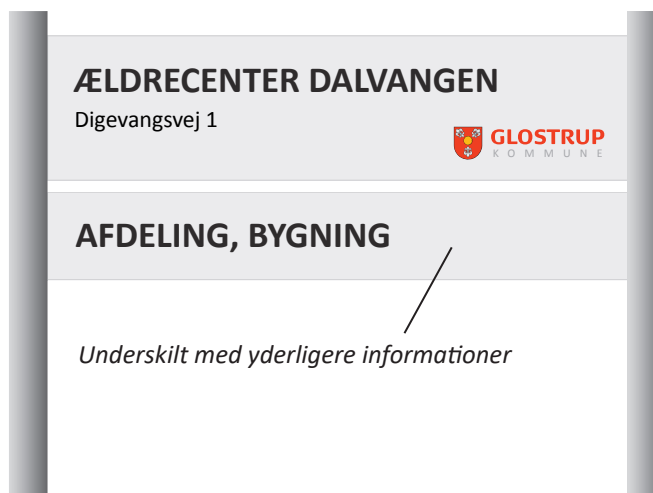 ÆLDRECENTER DALVANGEN
Digevangsvej 1
GLOSTRUP
KOMMUNE
AFDELING, BYGNING
Underskilt med yderligere informationer